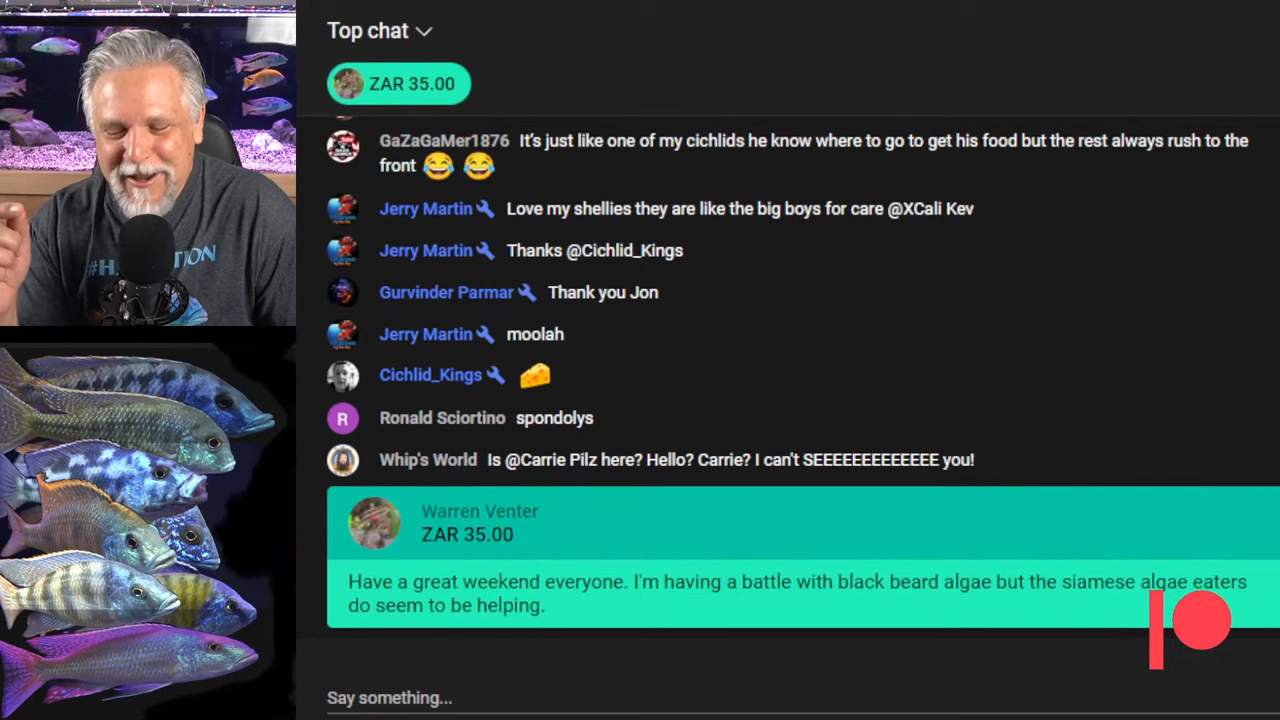 Top chat
ZAR 35.00
GaZaGaMer1876 It's just like one of my cichlids he know where to go to get his food but the rest always rush to the
front 😂 😂
Jerry Martin Love my shellies they are like the big boys for care @XCali Kev
Jerry Martin Thanks @Cichlid_Kings
Gurvinder Parmar Thank you Jon
Jerry Martin moolah
Cichlid_Kings 🧀
R Ronald Sciortino spondolys
Whip's World Is @Carrie Pilz here? Hello? Carrie? I can't SEEEEEEEEEEEE you!
Warren Venter
ZAR 35.00
Have a great weekend everyone. I'm having a battle with black beard algae but the siamese algae eaters
do seem to be helping.
Say something...